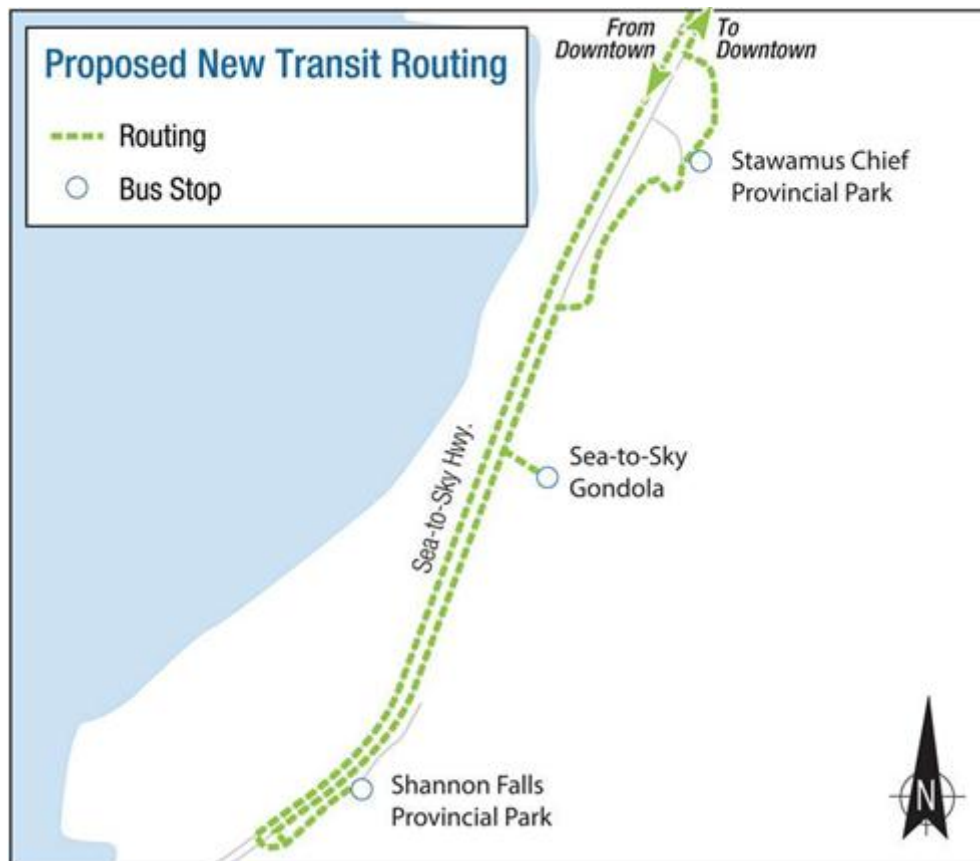 Proposed New Transit Routing
Routing
Bus Stop
From
Downtown
To
Downtown
Stawamus Chief
Provincial Park
Sea-to-Sky
Gondola
Sea-to-Sky Hwy.
Shannon Falls
Provincial Park
N